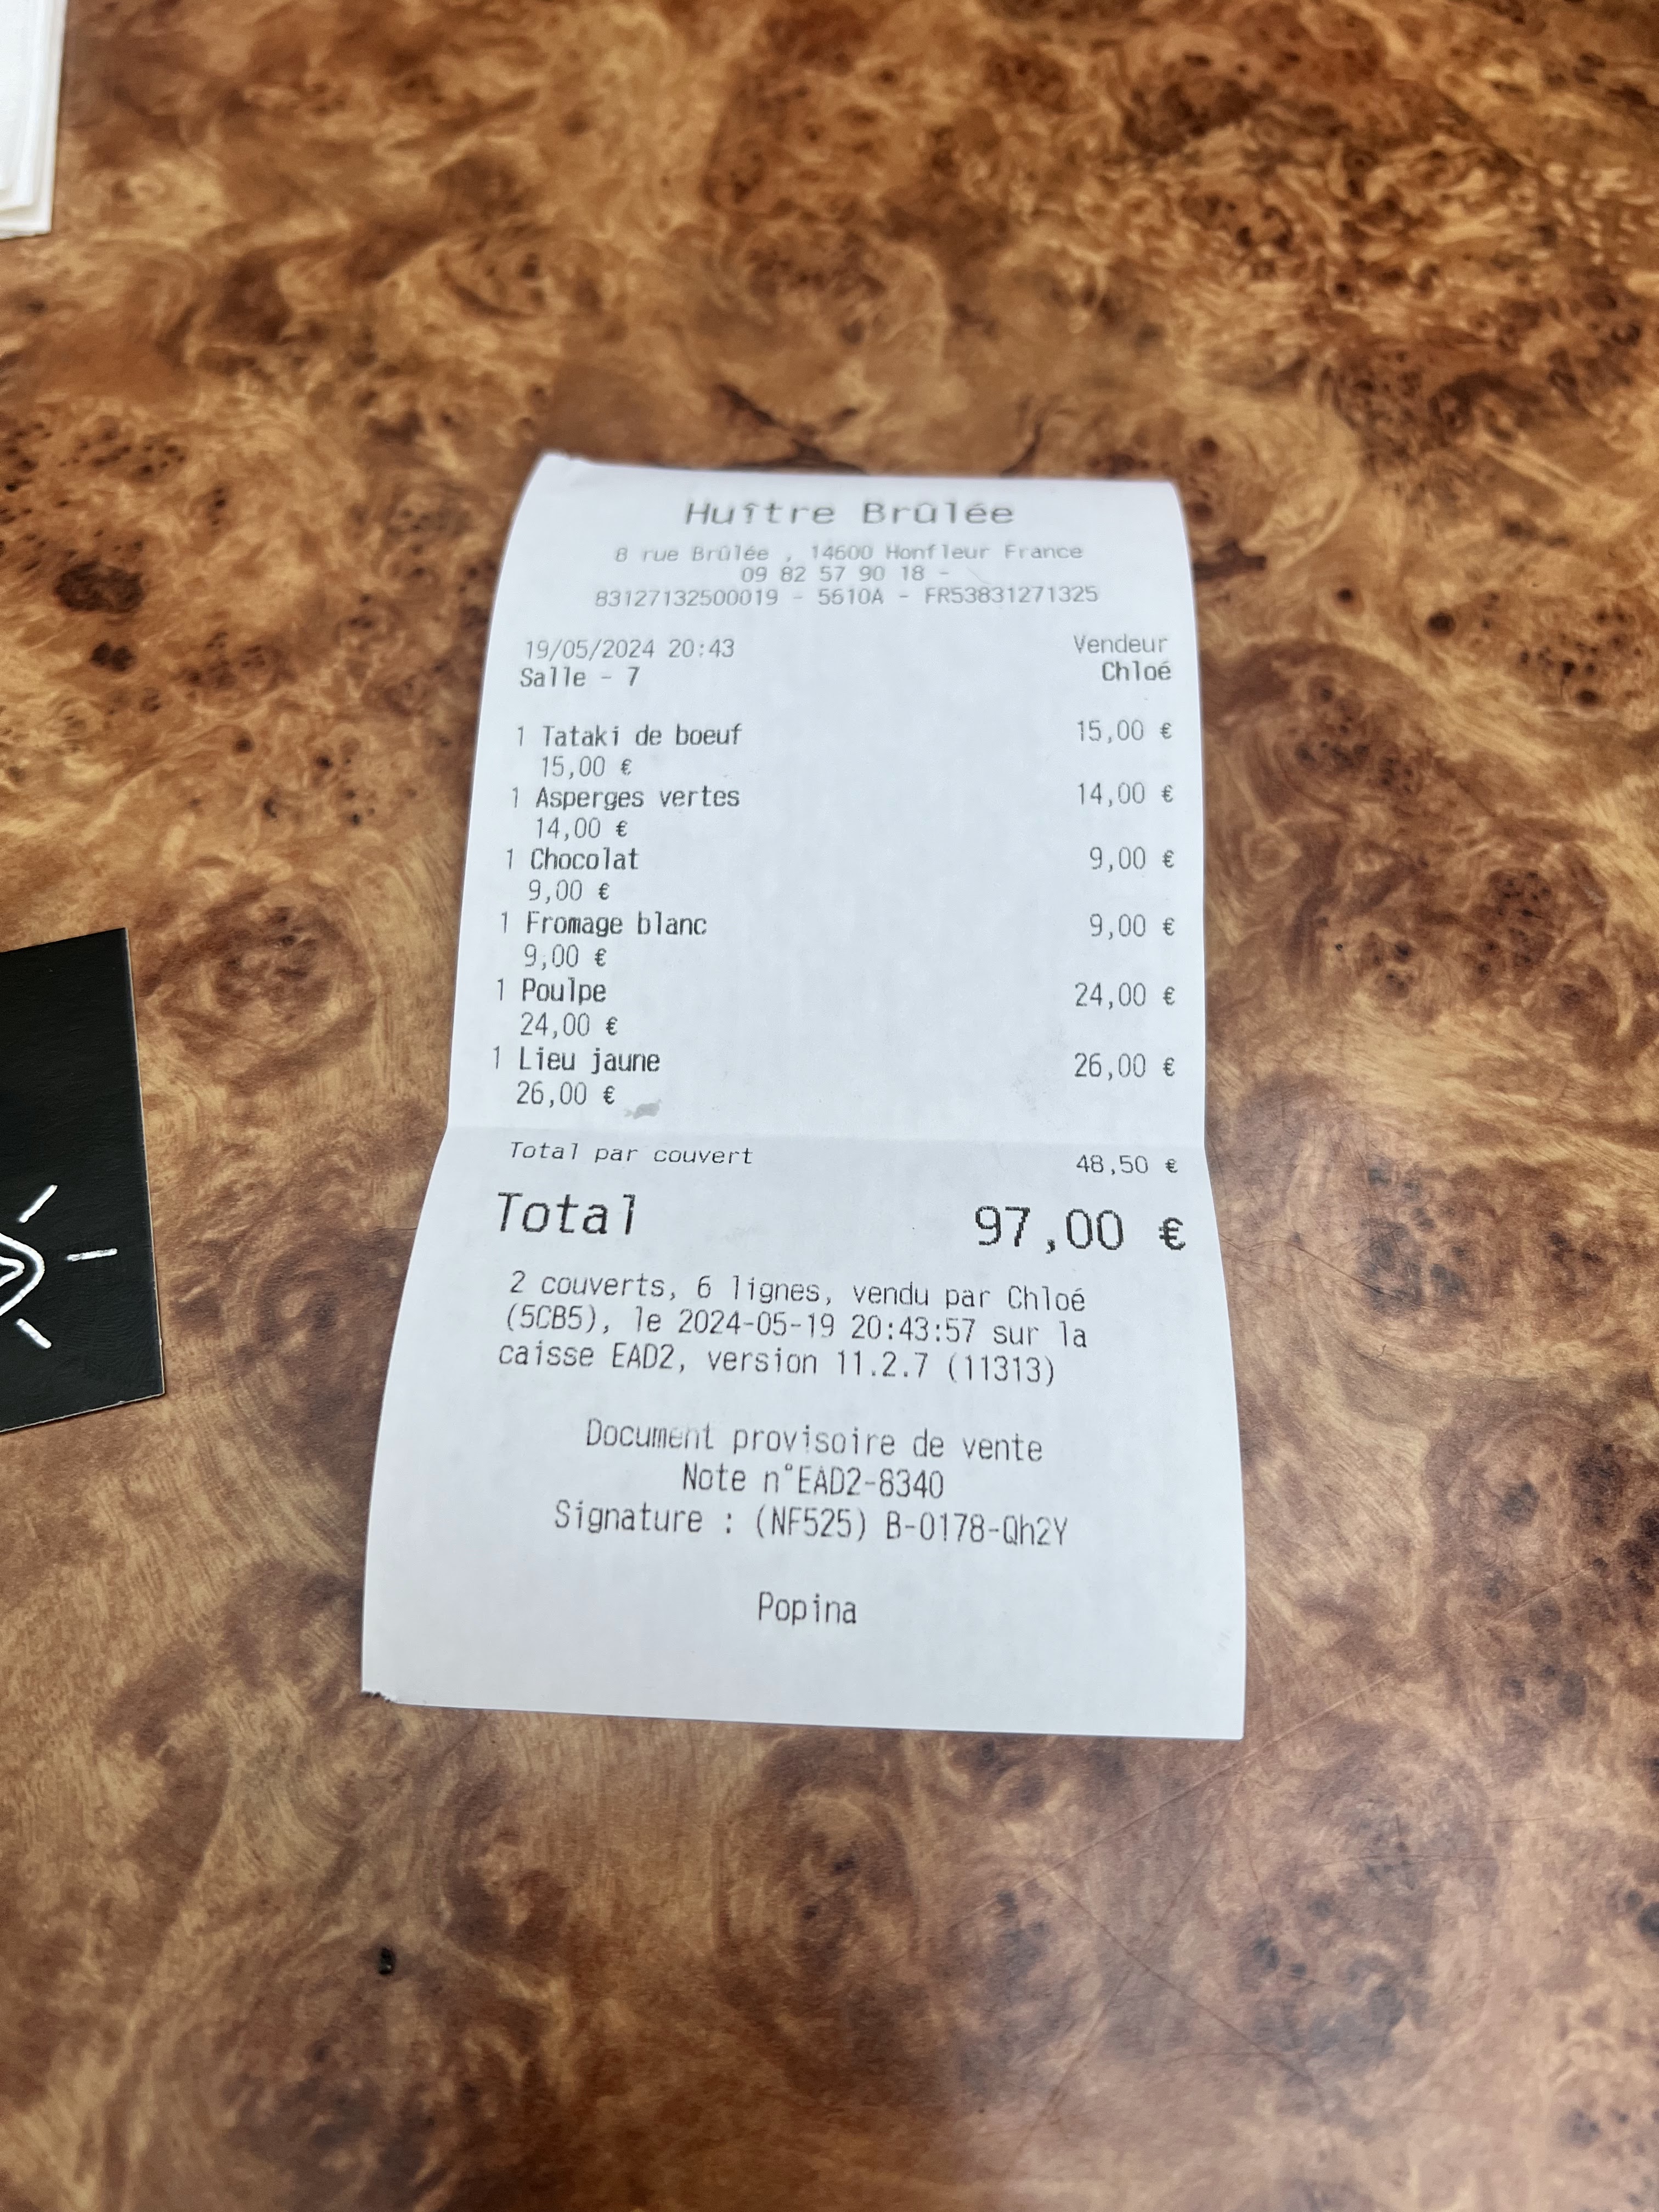 Huître Brûlée
8 rue Brûlée , 14600 Honfleur France
09 82 57 90 18 -
83127132500019 - 5610A - FR53831271325
19/05/2024 20:43 Vendeur
Salle - 7 Chloé
1 Tataki de boeuf 15,00 €
15,00 €
1 Asperges vertes 14,00 €
14,00 €
1 Chocolat 9,00 €
9,00 €
1 Fromage blanc 9,00 €
9,00 €
1 Poulpe 24,00 €
24,00 €
1 Lieu jaune 26,00 €
26,00 €
Total par couvert 48,50 €
Total 97,00 €
2 couverts, 6 lignes, vendu par Chloé
(5CB5), le 2024-05-19 20:43:57 sur la
caisse EAD2, version 11.2.7 (11313)
Document provisoire de vente
Note n°EAD2-8340
Signature : (NF525) B-0178-Qh2Y
Popina